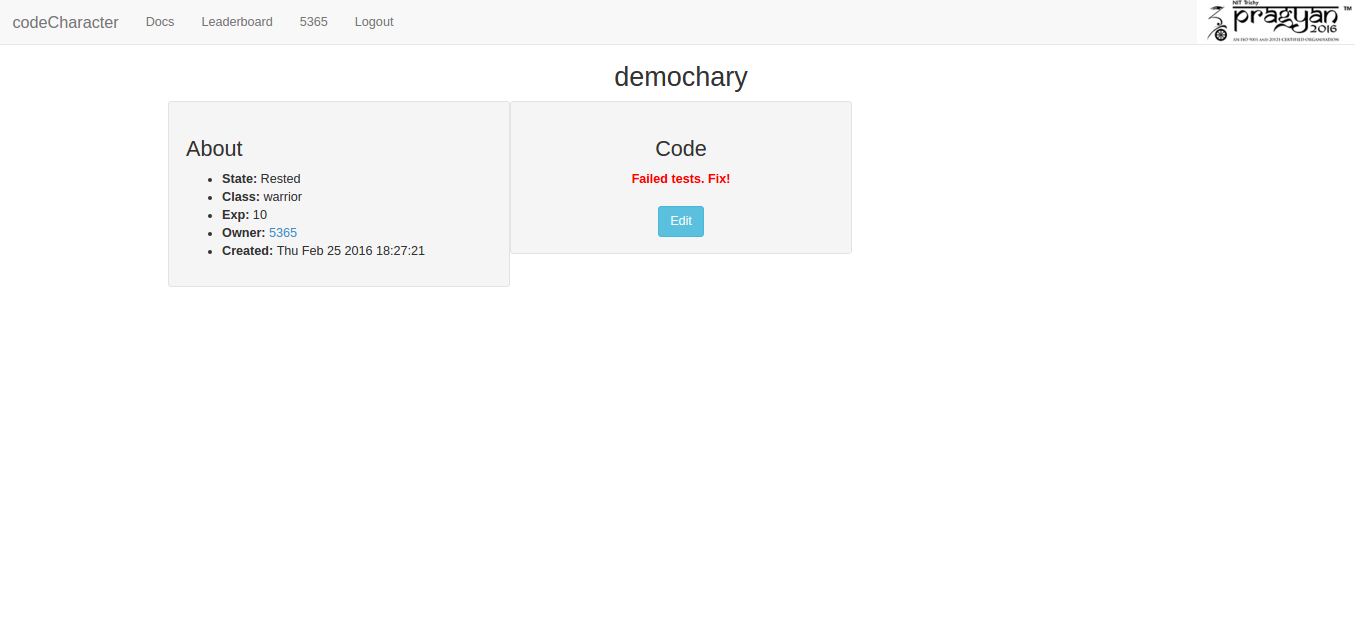 codeCharacter Docs Leaderboard 5365 Logout
NIT Trichy
pragyan TM
2016
AN ISO 9001 AND 20121 CERTIFIED ORGANISATION
demochary
About
State: Rested
Class: warrior
Exp: 10
Owner: 5365
Created: Thu Feb 25 2016 18:27:21
Code
Failed tests. Fix!
Edit